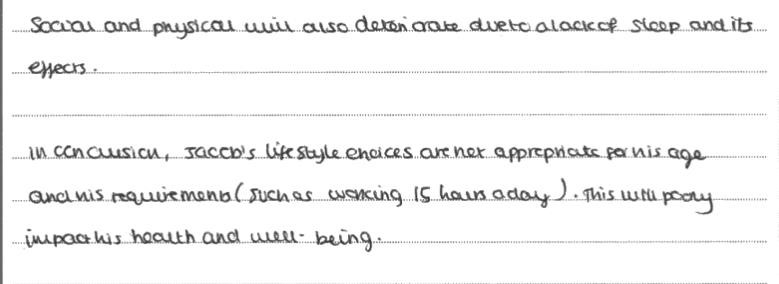 Social and physical will also deteriorate due to a lack of sleep and its
effects.
In conclusion, Jacob's lifestyle choices are not appropriate for his age
and his requirements (such as working 15 hours a day). This will poory
impact his health and well-being.